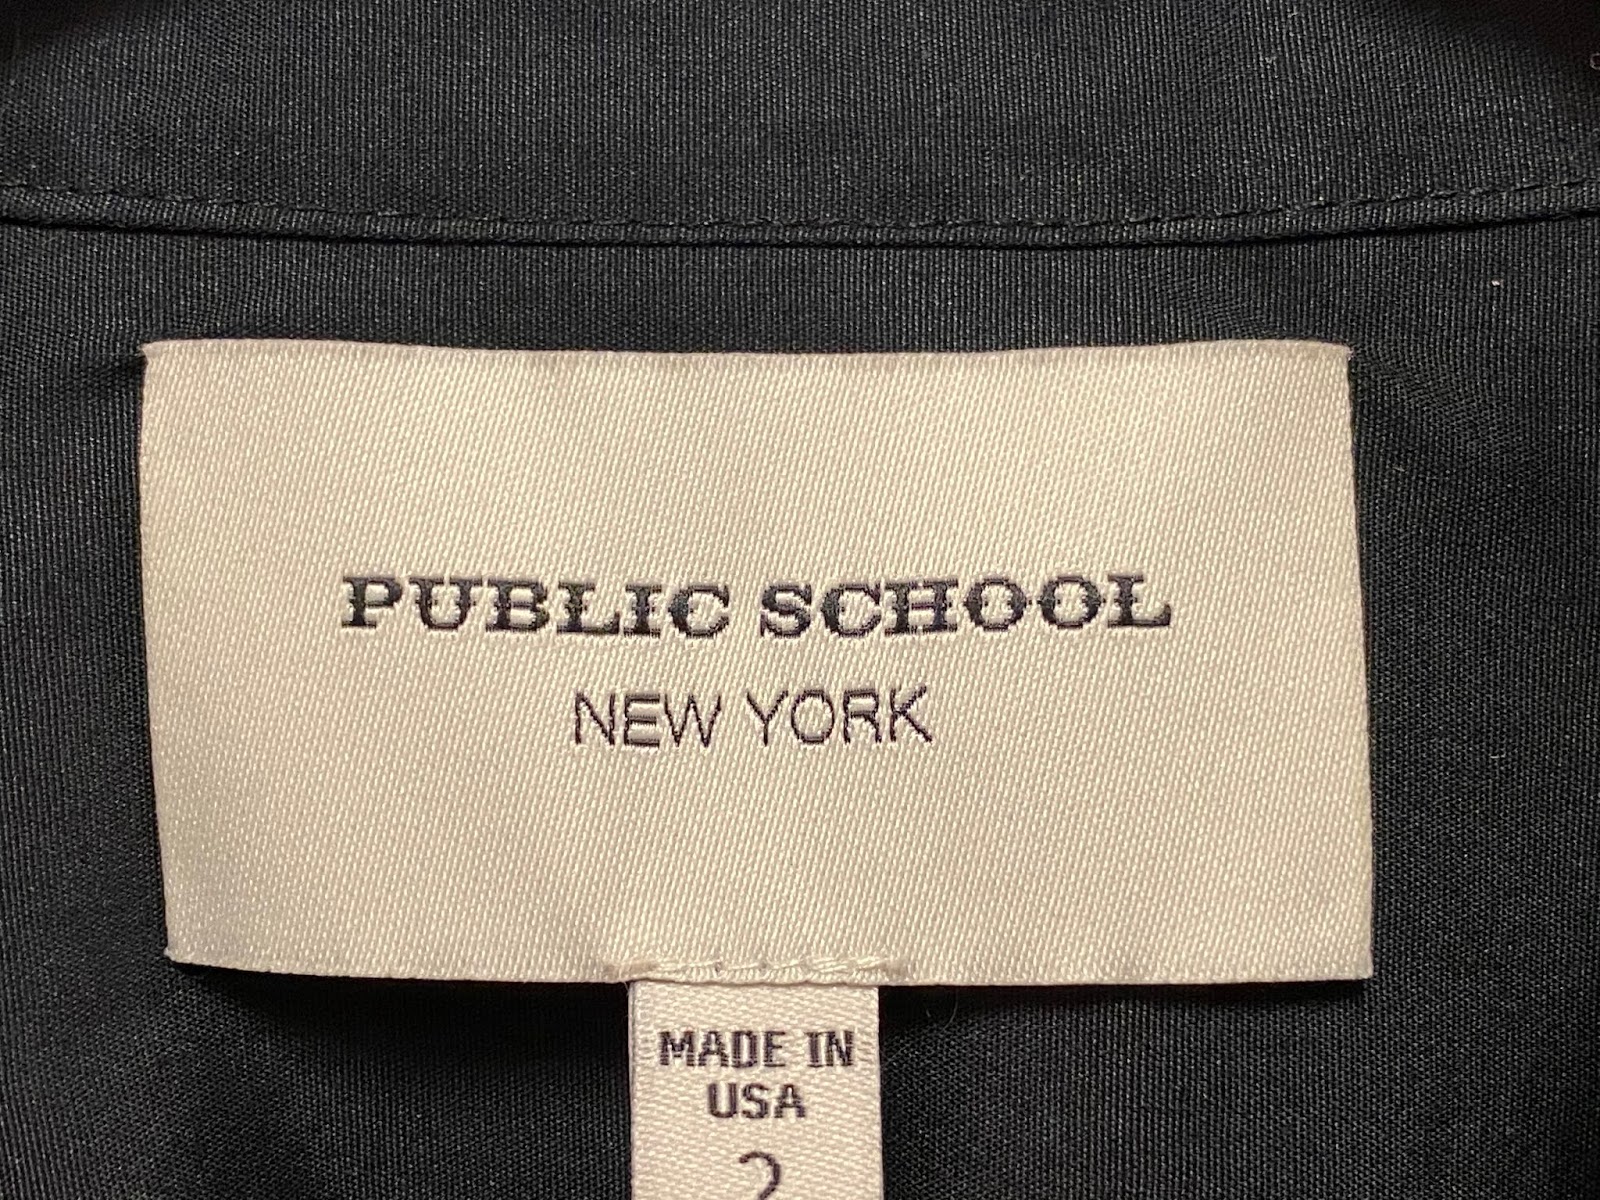 PUBLIC SCHOOL
NEW YORK
MADE IN
USA
2